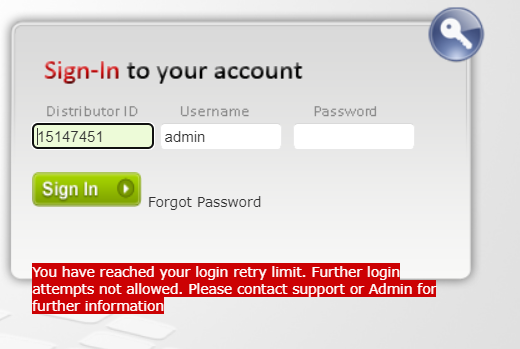 Sign-In to your account
Distributor ID Username Password
15147451 admin
Sign In Forgot Password
You have reached your login retry limit. Further login
attempts not allowed. Please contact support or Admin for
further information